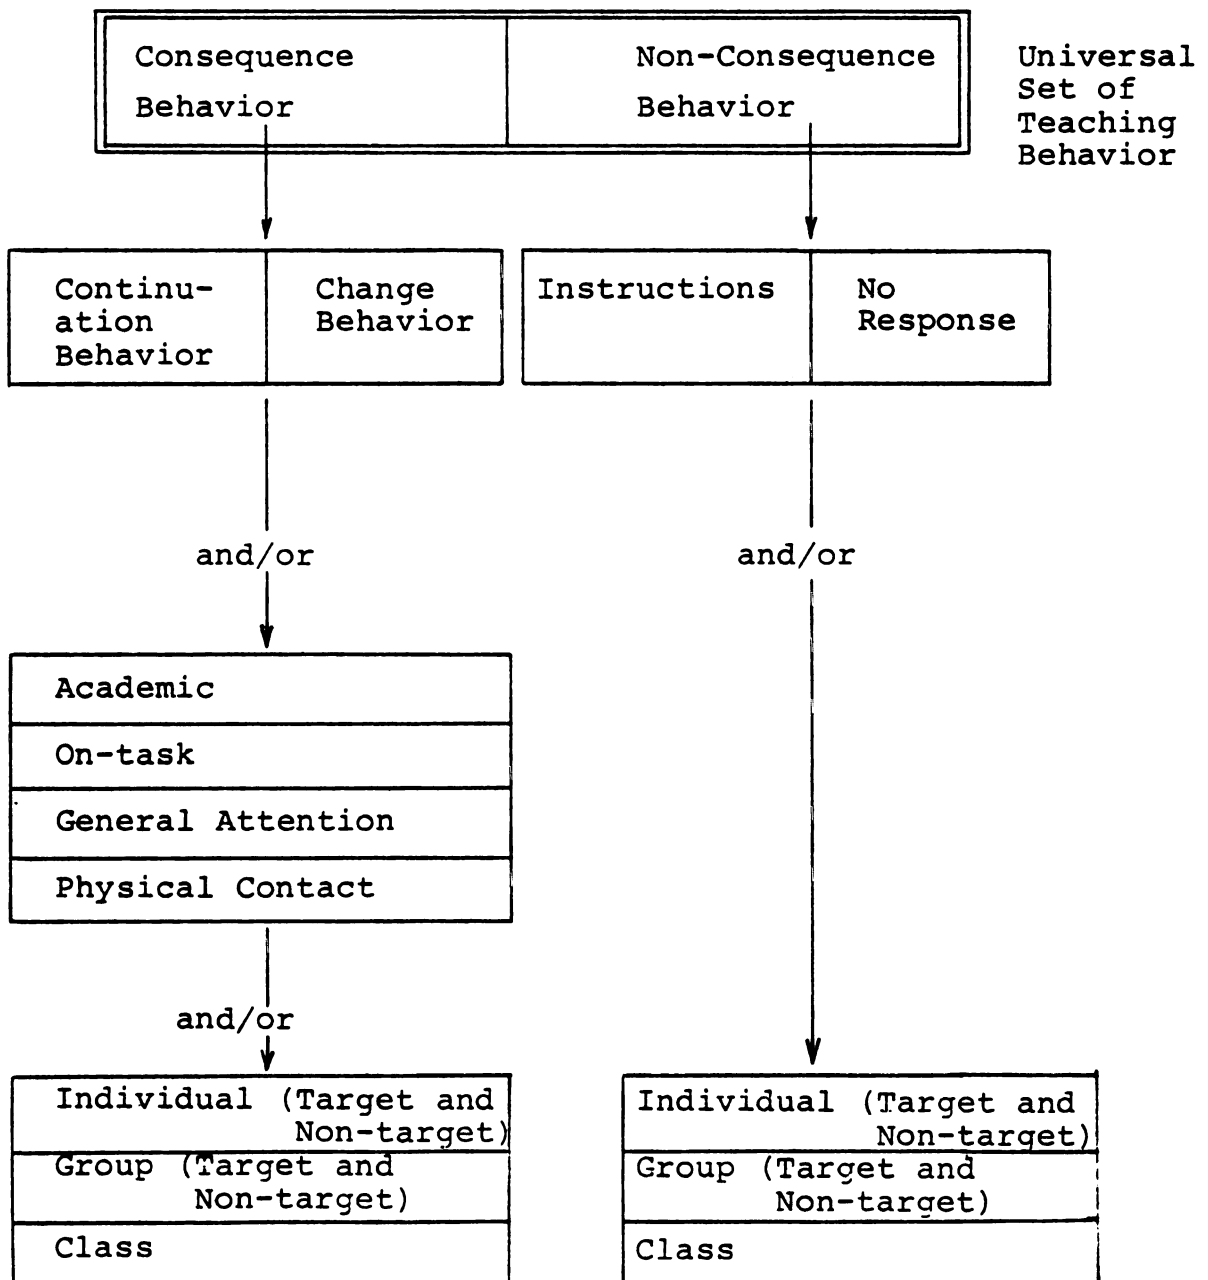 Consequence
Behavior
Non-Consequence
Behavior
Universal
Set of
Teaching
Behavior
Continu-
ation
Behavior
Change
Behavior
Instructions
No
Response
and/or
and/or
Academic
On-task
General Attention
Physical Contact
and/or
Individual (Target and
Non-target)
Group (Target and
Non-target)
Class
Individual (Target and
Non-target)
Group (Target and
Non-target)
Class